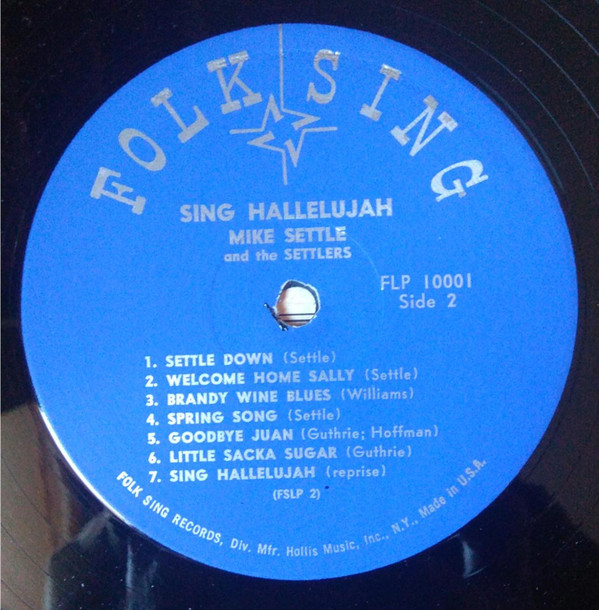 FOLK SING
SING HALLELUJAH
MIKE SETTLE
and the SETTLERS
FLP 10001
Side 2
1. SETTLE DOWN (Settle)
2. WELCOME HOME SALLY (Settle)
3. BRANDY WINE BLUES (Williams)
4. SPRING SONG (Settle)
5. GOODBYE JUAN (Guthrie; Hoffman)
6. LITTLE SACKA SUGAR (Guthrie)
7. SING HALLELUJAH (reprise)
(FSLP 2)
FOLK SING RECORDS, Div. Mfr. Hollis Music, Inc., N.Y., Made in U.S.A.